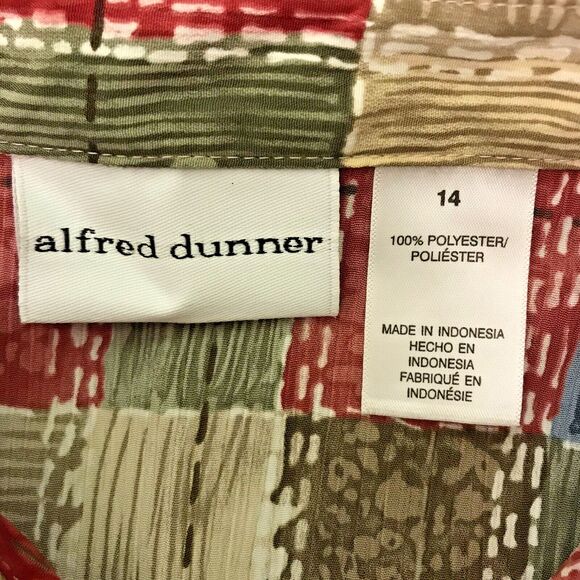 alfred dunner
14
100% POLYESTER/
POLIÉSTER
MADE IN INDONESIA
HECHO EN
INDONESIA
FABRIQUÉ EN
INDONÉSIE